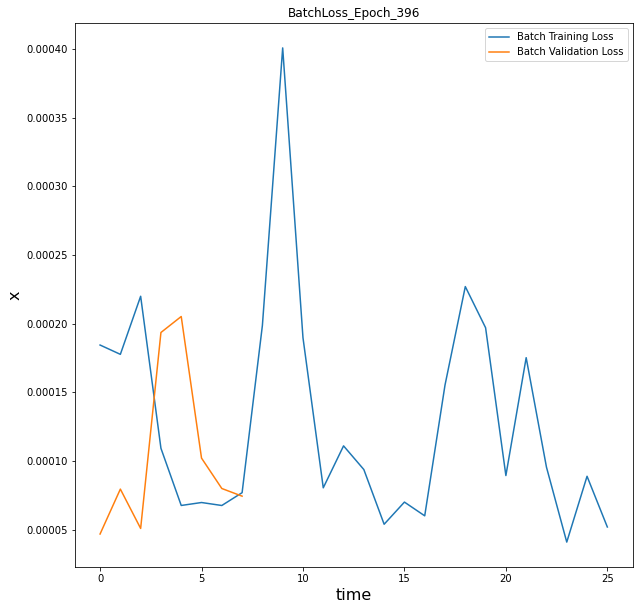 BatchLoss_Epoch_396
Batch Training Loss
Batch Validation Loss
0.00040
0.00035
0.00030
0.00025
0.00020
0.00015
0.00010
0.00005
x
0 5 10 15 20 25
time